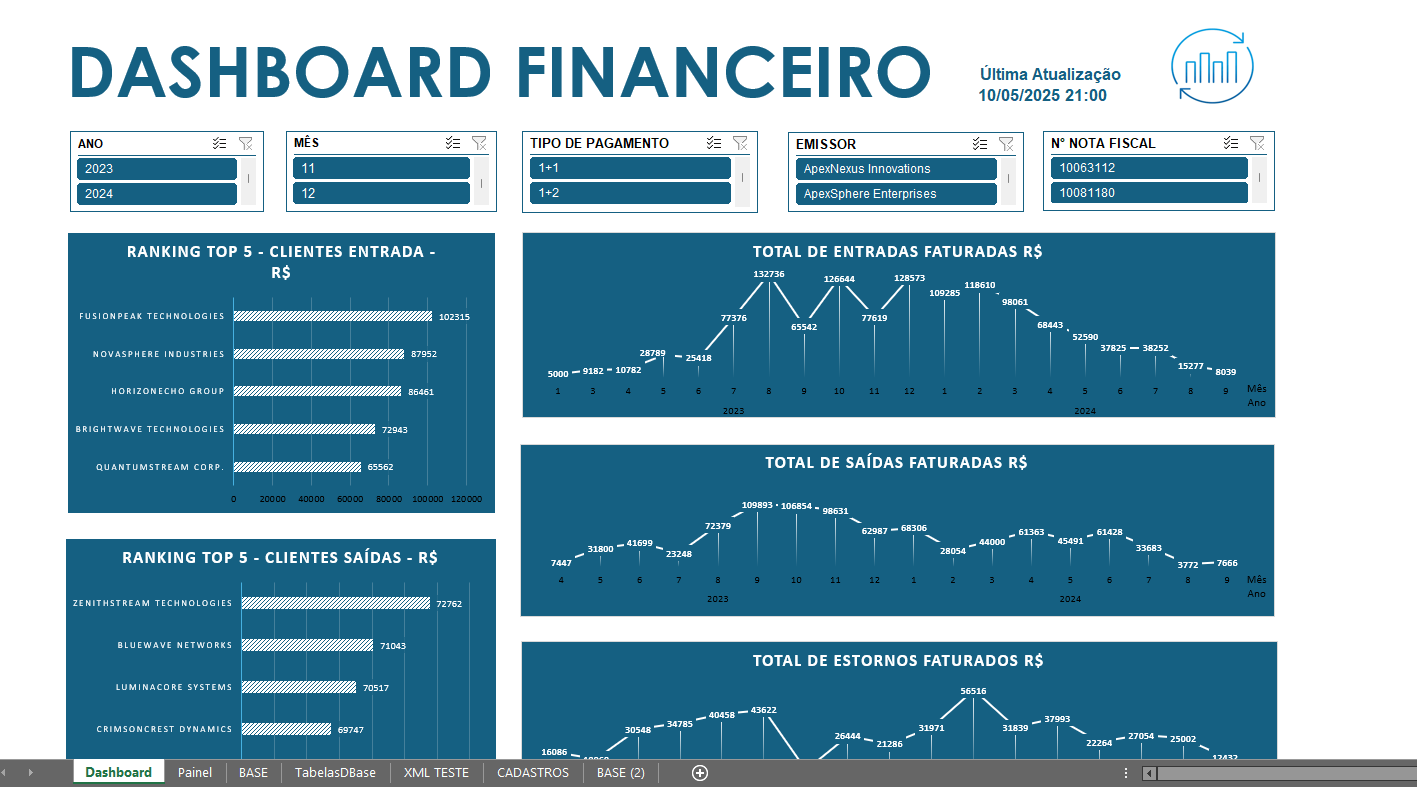 DASHBOARD FINANCEIRO
Última Atualização
10/05/2025 21:00
ANO
2023
2024
MÊS
11
12
TIPO DE PAGAMENTO
1+1
1+2
EMISSOR
ApexNexus Innovations
ApexSphere Enterprises
N° NOTA FISCAL
10063112
10081180
RANKING TOP 5 - CLIENTES ENTRADA -
R$
FUSIONPEAK TECHNOLOGIES 102315
NOVASPHERE INDUSTRIES 87952
HORIZONECHO GROUP 86461
BRIGHTWAVE TECHNOLOGIES 72943
QUANTUMSTREAM CORP. 65562
0 20000 40000 60000 80000 100000 120000
TOTAL DE ENTRADAS FATURADAS R$
5000 9182 10782 28789 25418 77376 132736 65542 126644 77619 128573 109285 118610 98061 68443 52590 37825 38252 15277 8039
1 3 4 5 6 7 8 9 10 11 12 1 2 3 4 5 6 7 8 9 Mês
2023 2024 Ano
TOTAL DE SAÍDAS FATURADAS R$
7447 31800 41699 23248 72379 109893 106854 98631 62987 68306 28054 44000 61363 45491 61428 33683 3772 7666
4 5 6 7 8 9 10 11 12 1 2 3 4 5 6 7 8 9 Mês
2023 2024 Ano
RANKING TOP 5 - CLIENTES SAÍDAS - R$
ZENITHSTREAM TECHNOLOGIES 72762
BLUEWAVE NETWORKS 71043
LUMINACORE SYSTEMS 70517
CRIMSONCREST DYNAMICS 69747
TOTAL DE ESTORNOS FATURADOS R$
16086 30548 34785 40458 43622 26444 21286 31971 56516 31839 37993 22264 27054 25002 12432
Dashboard Painel BASE TabelasDBase XML TESTE CADASTROS BASE (2)